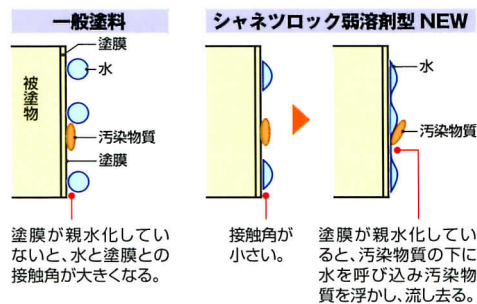 一般塗料
塗膜
水
被塗物
汚染物質
塗膜
塗膜が親水化してい
ないと、水と塗膜との
接触角が大きくなる。
シャネツロック弱溶剤型 NEW
水
汚染物質
接触角が
小さい。
塗膜が親水化してい
ると、汚染物質の下に
水を呼び込み汚染物
質を浮かし、流し去る。